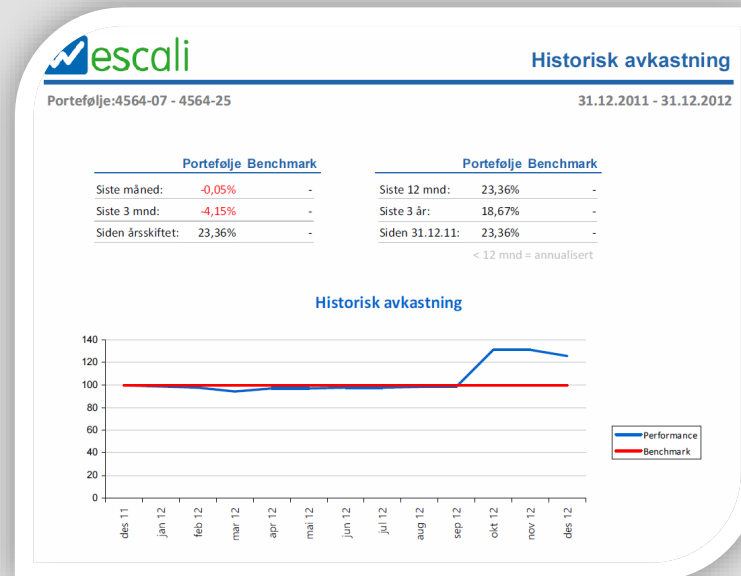 escali
Historisk avkastning
Portefølje:4564-07 - 4564-25
31.12.2011 - 31.12.2012
Portefølje Benchmark
Siste måned: -0,05% -
Siste 3 mnd: -4,15% -
Siden årsskiftet: 23,36% -
Portefølje Benchmark
Siste 12 mnd: 23,36% -
Siste 3 år: 18,67% -
Siden 31.12.11: 23,36% -
< 12 mnd = annualisert
Historisk avkastning
140
120
100
80
60
40
20
0
des 11
jan 12
feb 12
mar 12
apr 12
mai 12
jun 12
jul 12
aug 12
sep 12
okt 12
nov 12
des 12
Performance
Benchmark